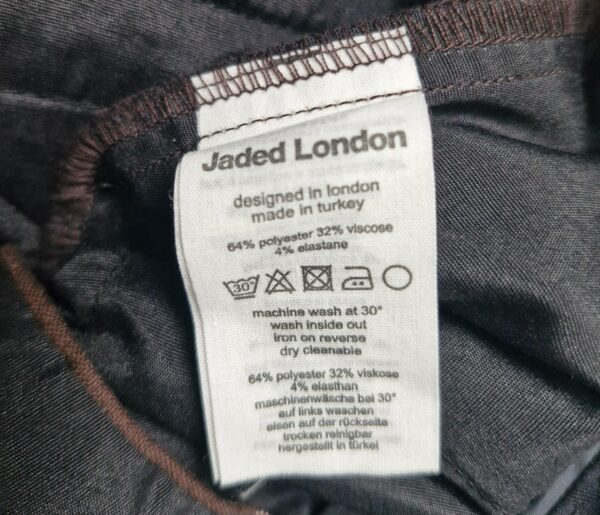 Jaded London
designed in london
made in turkey
64% polyester 32% viscose
4% elastane
30°
machine wash at 30°
wash inside out
iron on reverse
dry cleanable
64% polyester 32% viskose
4% elasthan
maschinenwäsche bei 30°
auf links waschen
eisen auf der rückseite
trocken reinigbar
hergestellt in türkei